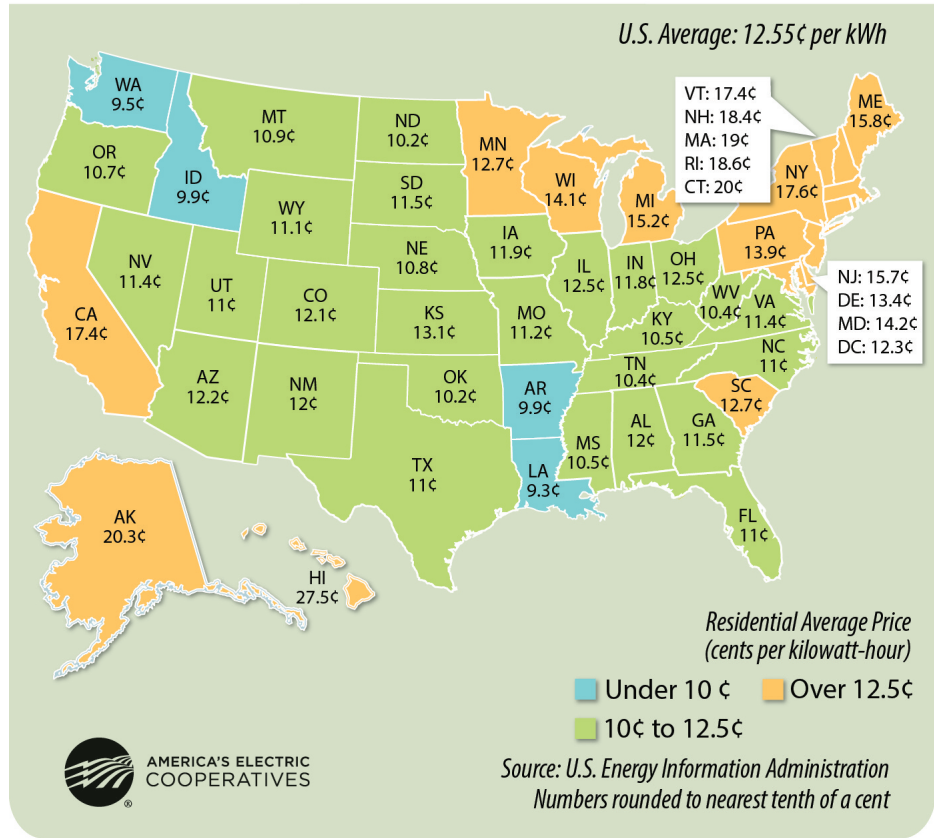 U.S. Average: 12.55¢ per kWh
WA
9.5¢
MT
10.9¢
ND
10.2¢
MN
12.7¢
VT: 17.4¢
NH: 18.4¢
MA: 19¢
RI: 18.6¢
CT: 20¢
ME
15.8¢
OR
10.7¢
ID
9.9¢
WY
11.1¢
SD
11.5¢
WI
14.1¢
MI
15.2¢
NY
17.6¢
NV
11.4¢
UT
11¢
CO
12.1¢
NE
10.8¢
IA
11.9¢
IL
12.5¢
IN
11.8¢
OH
12.5¢
PA
13.9¢
NJ: 15.7¢
DE: 13.4¢
MD: 14.2¢
DC: 12.3¢
CA
17.4¢
KS
13.1¢
MO
11.2¢
KY
10.5¢
WV
10.4¢
VA
11.4¢
AZ
12.2¢
NM
12¢
OK
10.2¢
AR
9.9¢
TN
10.4¢
NC
11¢
SC
12.7¢
TX
11¢
LA
9.3¢
MS
10.5¢
AL
12¢
GA
11.5¢
FL
11¢
AK
20.3¢
HI
27.5¢
Residential Average Price
(cents per kilowatt-hour)
Under 10 ¢
Over 12.5¢
10¢ to 12.5¢
AMERICA'S ELECTRIC
COOPERATIVES
®
Source: U.S. Energy Information Administration
Numbers rounded to nearest tenth of a cent